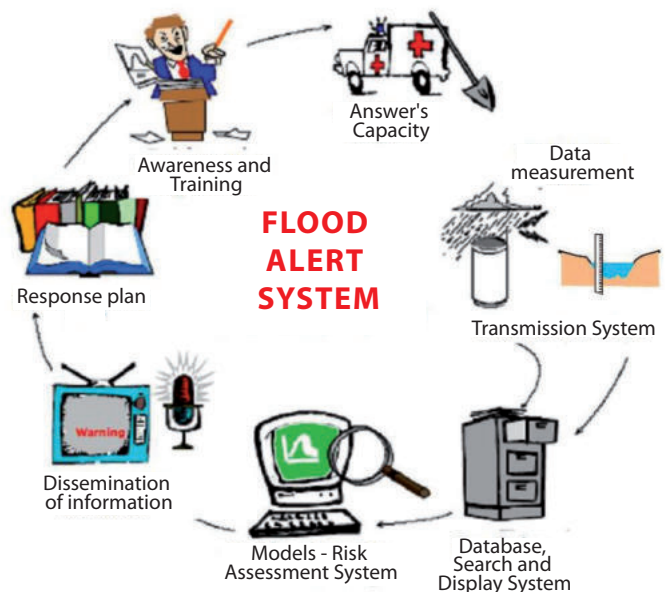 Answer's
Capacity
Awareness and
Training
Data
measurement
FLOOD
ALERT
SYSTEM
Response plan
Transmission System
Warning
Dissemination
of information
Models - Risk
Assessment System
Database,
Search and
Display System